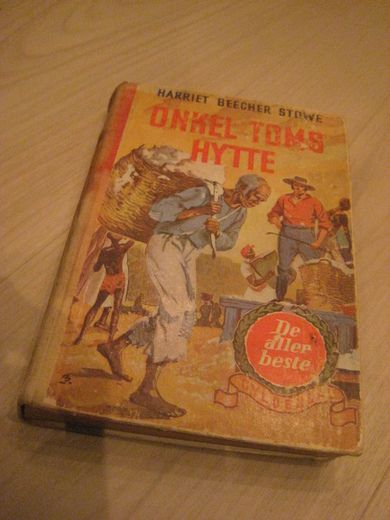 HARRIET BEECHER STOWE
ONKEL TOMS
HYTTE
De
aller
beste